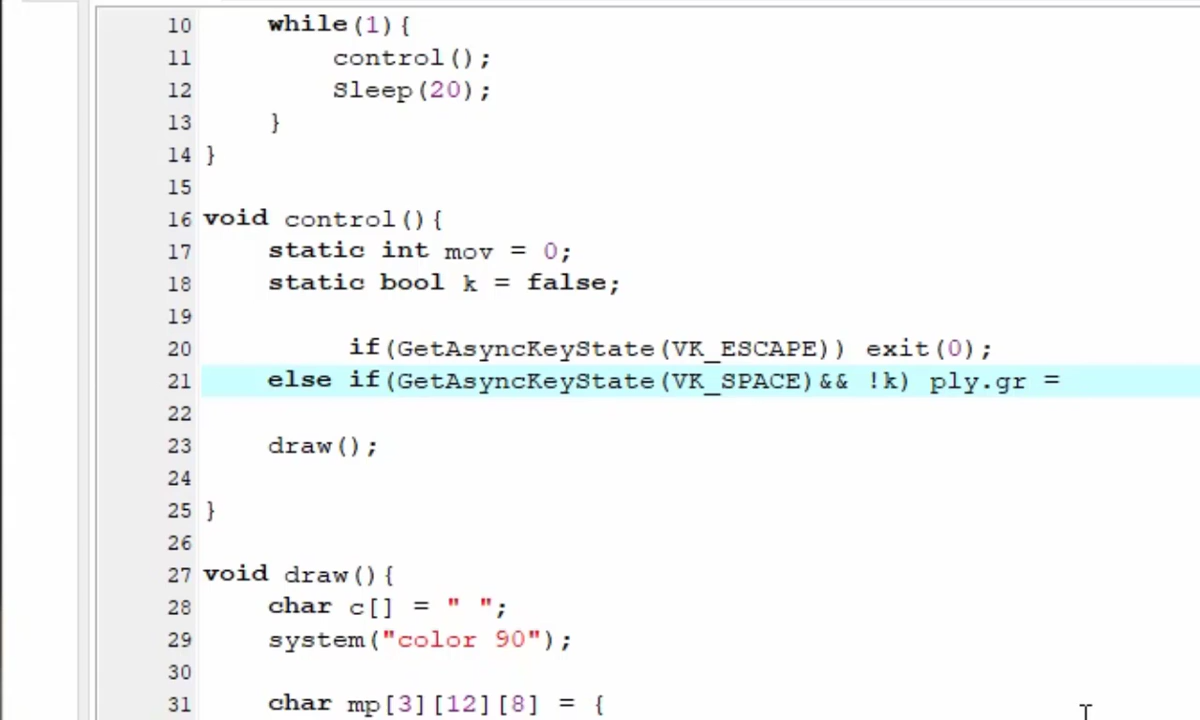 10 while(1){
11 control();
12 Sleep(20);
13 }
14 }
15
16 void control(){
17 static int mov = 0;
18 static bool k = false;
19
20 if(GetAsyncKeyState(VK_ESCAPE)) exit(0);
21 else if(GetAsyncKeyState(VK_SPACE)&& !k) ply.gr =
22
23 draw();
24
25 }
26
27 void draw(){
28 char c[] = " ";
29 system("color 90");
30
31 char mp[3][12][8] = {